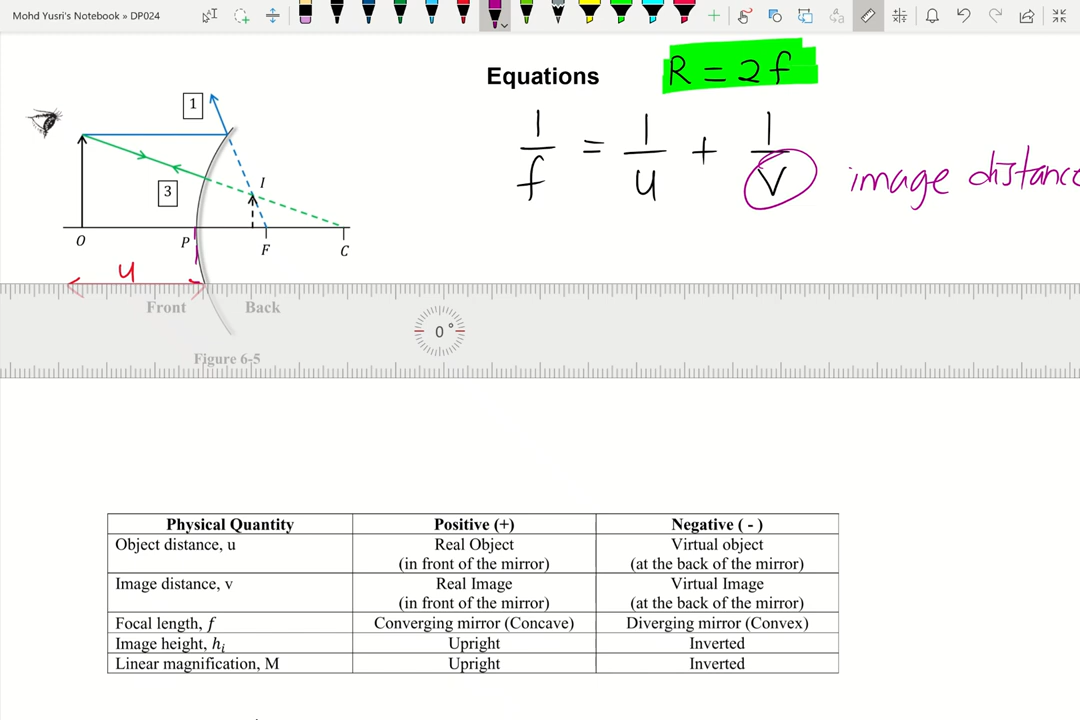 Mohd Yusri's Notebook » DP024
Equations
R = 2f
1/f = 1/u + 1/v image distance
1
3
I
O
P
F
C
u
Front Back
0°
Figure 6-5
Physical Quantity Positive (+) Negative ( - )
Object distance, u Real Object (in front of the mirror) Virtual object (at the back of the mirror)
Image distance, v Real Image (in front of the mirror) Virtual Image (at the back of the mirror)
Focal length, f Converging mirror (Concave) Diverging mirror (Convex)
Image height, hi Upright Inverted
Linear magnification, M Upright Inverted